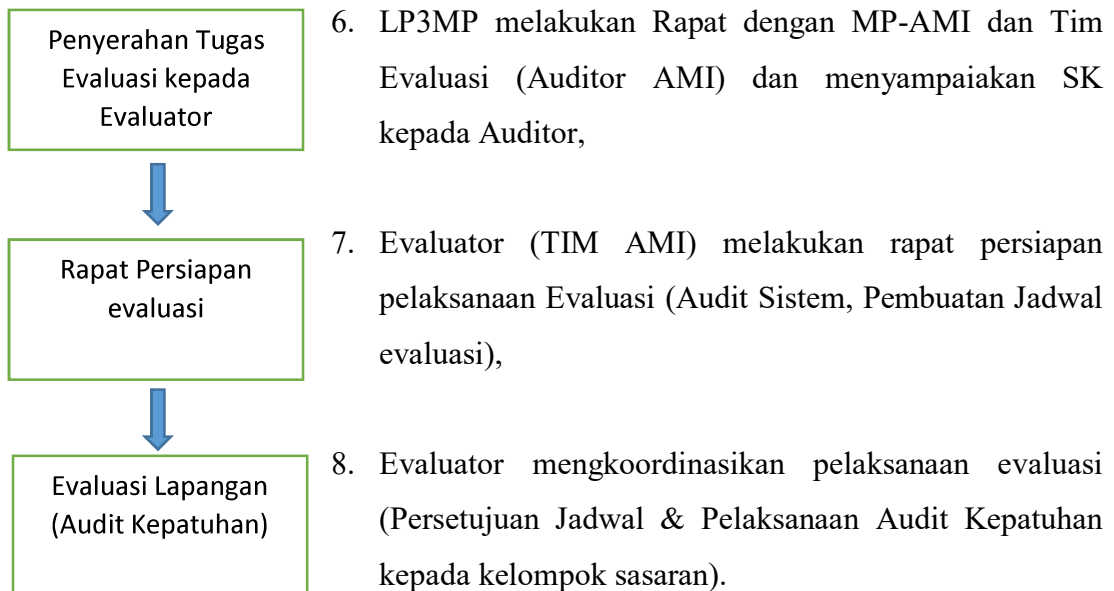 Penyerahan Tugas
Evaluasi kepada
Evaluator
6. LP3MP melakukan Rapat dengan MP-AMI dan Tim
Evaluasi (Auditor AMI) dan menyampaiakan SK
kepada Auditor,
Rapat Persiapan
evaluasi
7. Evaluator (TIM AMI) melakukan rapat persiapan
pelaksanaan Evaluasi (Audit Sistem, Pembuatan Jadwal
evaluasi),
Evaluasi Lapangan
(Audit Kepatuhan)
8. Evaluator mengkoordinasikan pelaksanaan evaluasi
(Persetujuan Jadwal & Pelaksanaan Audit Kepatuhan
kepada kelompok sasaran).